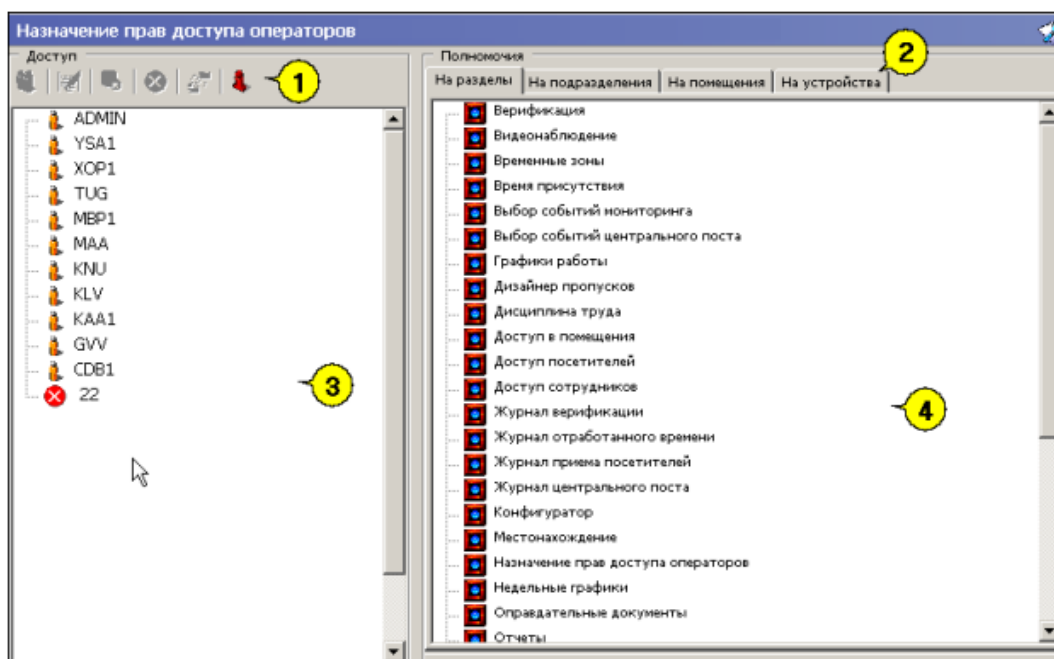 Назначение прав доступа операторов
Доступ
1
ADMIN
YSA1
XOP1
TUG
MBP1
MAA
KNU
KLV
KAA1
GVV
CDB1
22
3
Полномочия
2
На разделы На подразделения На помещения На устройства
Верификация
Видеонаблюдение
Временные зоны
Время присутствия
Выбор событий мониторинга
Выбор событий центрального поста
Графики работы
Дизайнер пропусков
Дисциплина труда
Доступ в помещения
Доступ посетителей
Доступ сотрудников
Журнал верификации
Журнал отработанного времени
Журнал приема посетителей
Журнал центрального поста
Конфигуратор
Местонахождение
Назначение прав доступа операторов
Недельные графики
Оправдательные документы
Отчеты
4